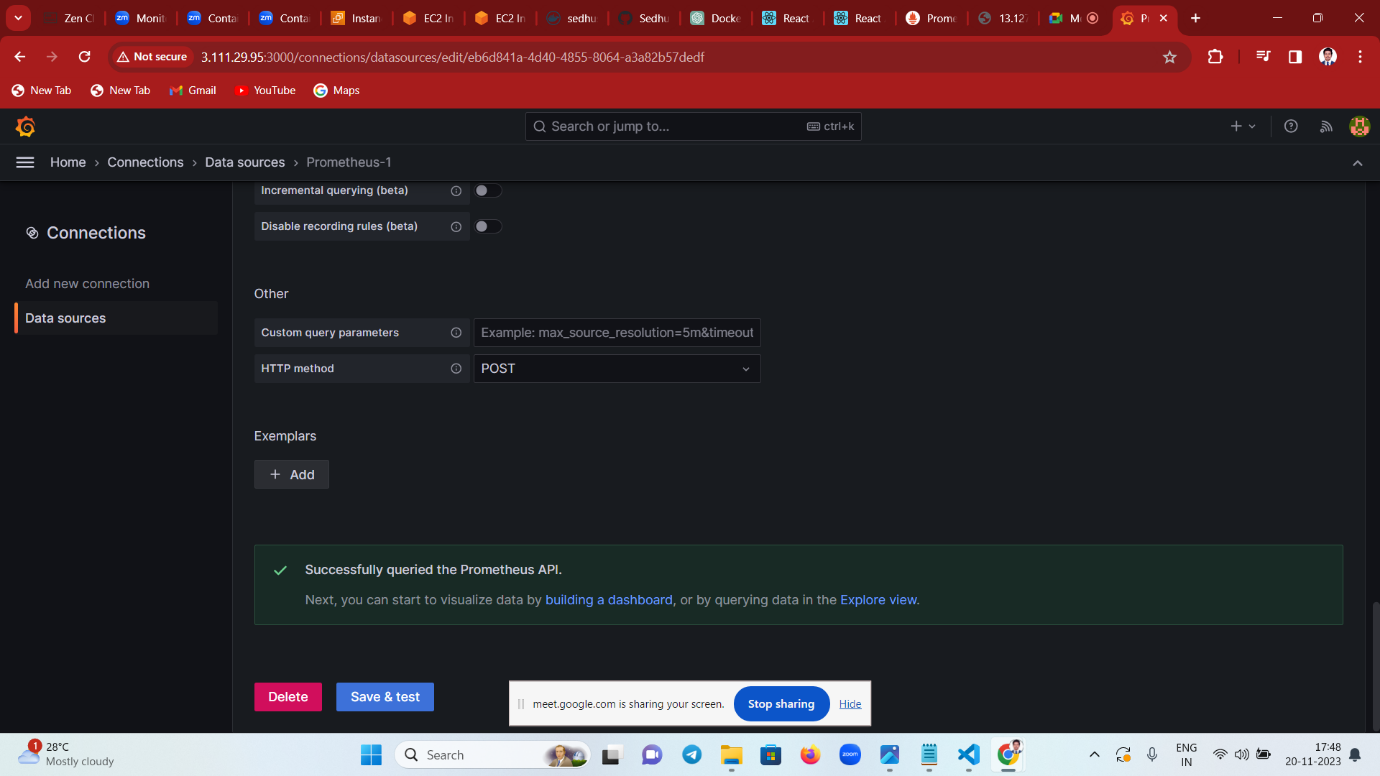 Zen Cl
Monit
Conta
Conta
Instan
EC2 In
EC2 In
sedhu
Sedhu
Docke
React
React
Prome
13.127
M
P
Not secure 3.111.29.95:3000/connections/datasources/edit/eb6d841a-4d40-4855-8064-a3a82b57dedf
New Tab New Tab Gmail YouTube Maps
Search or jump to... ctrl+k
Home › Connections › Data sources › Prometheus-1
Incremental querying (beta)
Disable recording rules (beta)
Connections
Add new connection
Data sources
Other
Custom query parameters Example: max_source_resolution=5m&timeout
HTTP method POST
Exemplars
+ Add
Successfully queried the Prometheus API.
Next, you can start to visualize data by building a dashboard, or by querying data in the Explore view.
Delete Save & test
meet.google.com is sharing your screen. Stop sharing Hide
1 28°C
Mostly cloudy
Search
zoom
ENG
IN
17:48
20-11-2023